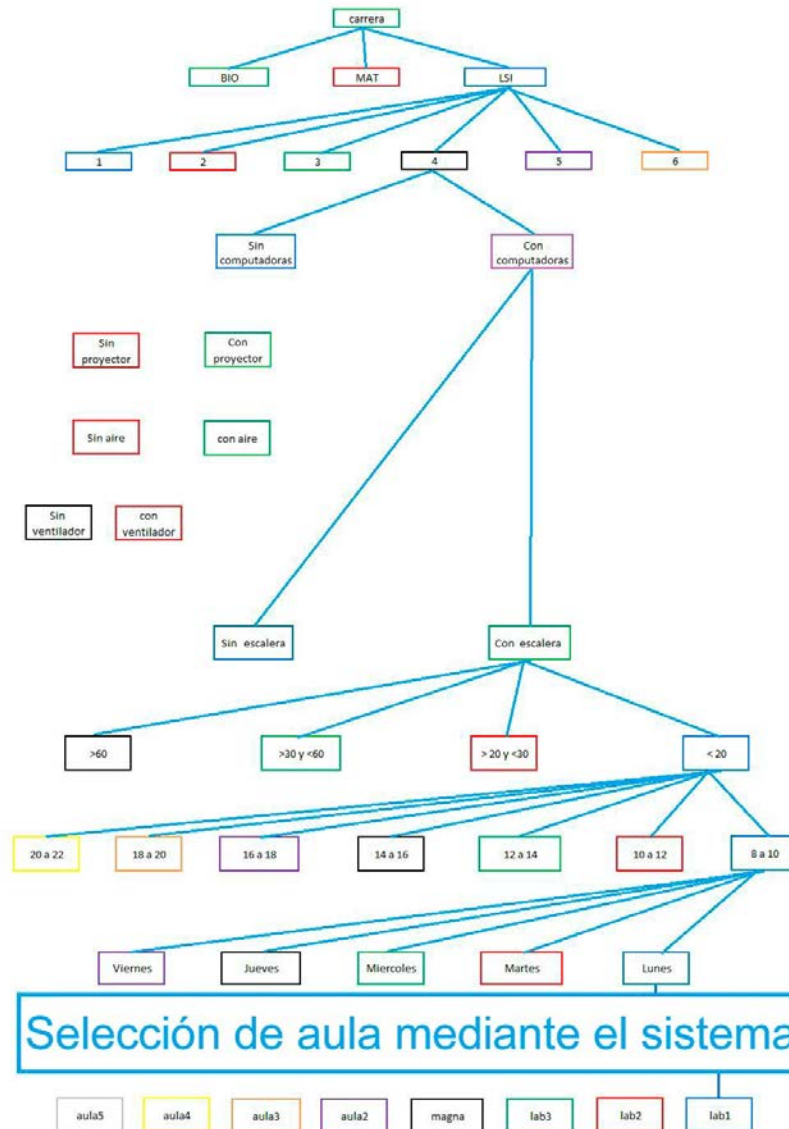 carrera
BIO
MAT
LSI
1
2
3
4
5
6
Sin
computadoras
Con
computadoras
Sin
proyector
Con
proyector
Sin aire
con aire
Sin
ventilador
con
ventilador
Sin escalera
Con escalera
>60
>30 y <60
> 20 y <30
< 20
20 a 22
18 a 20
16 a 18
14 a 16
12 a 14
10 a 12
8 a 10
Viernes
Jueves
Miercoles
Martes
Lunes
Selección de aula mediante el sistema
aula5
aula4
aula3
aula2
magna
lab3
lab2
lab1